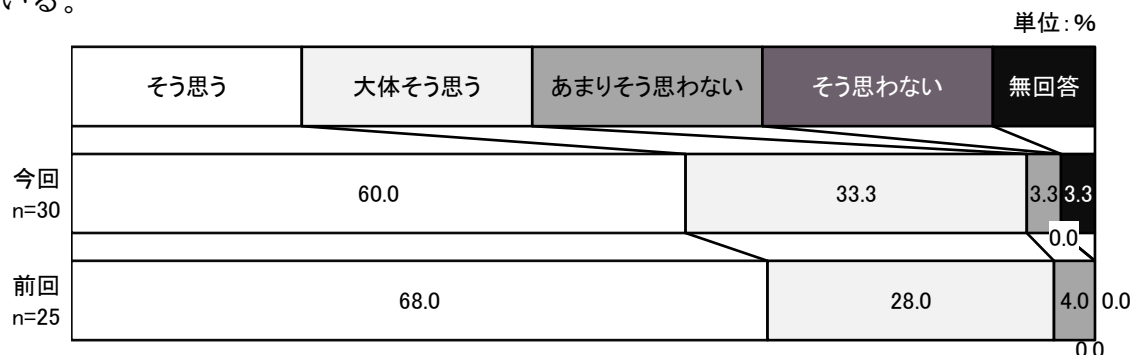 いる。
単位:%
そう思う 大体そう思う あまりそう思わない そう思わない 無回答
今回
n=30
60.0 33.3 3.3 3.3
0.0
前回
n=25
68.0 28.0 4.0 0.0
0.0